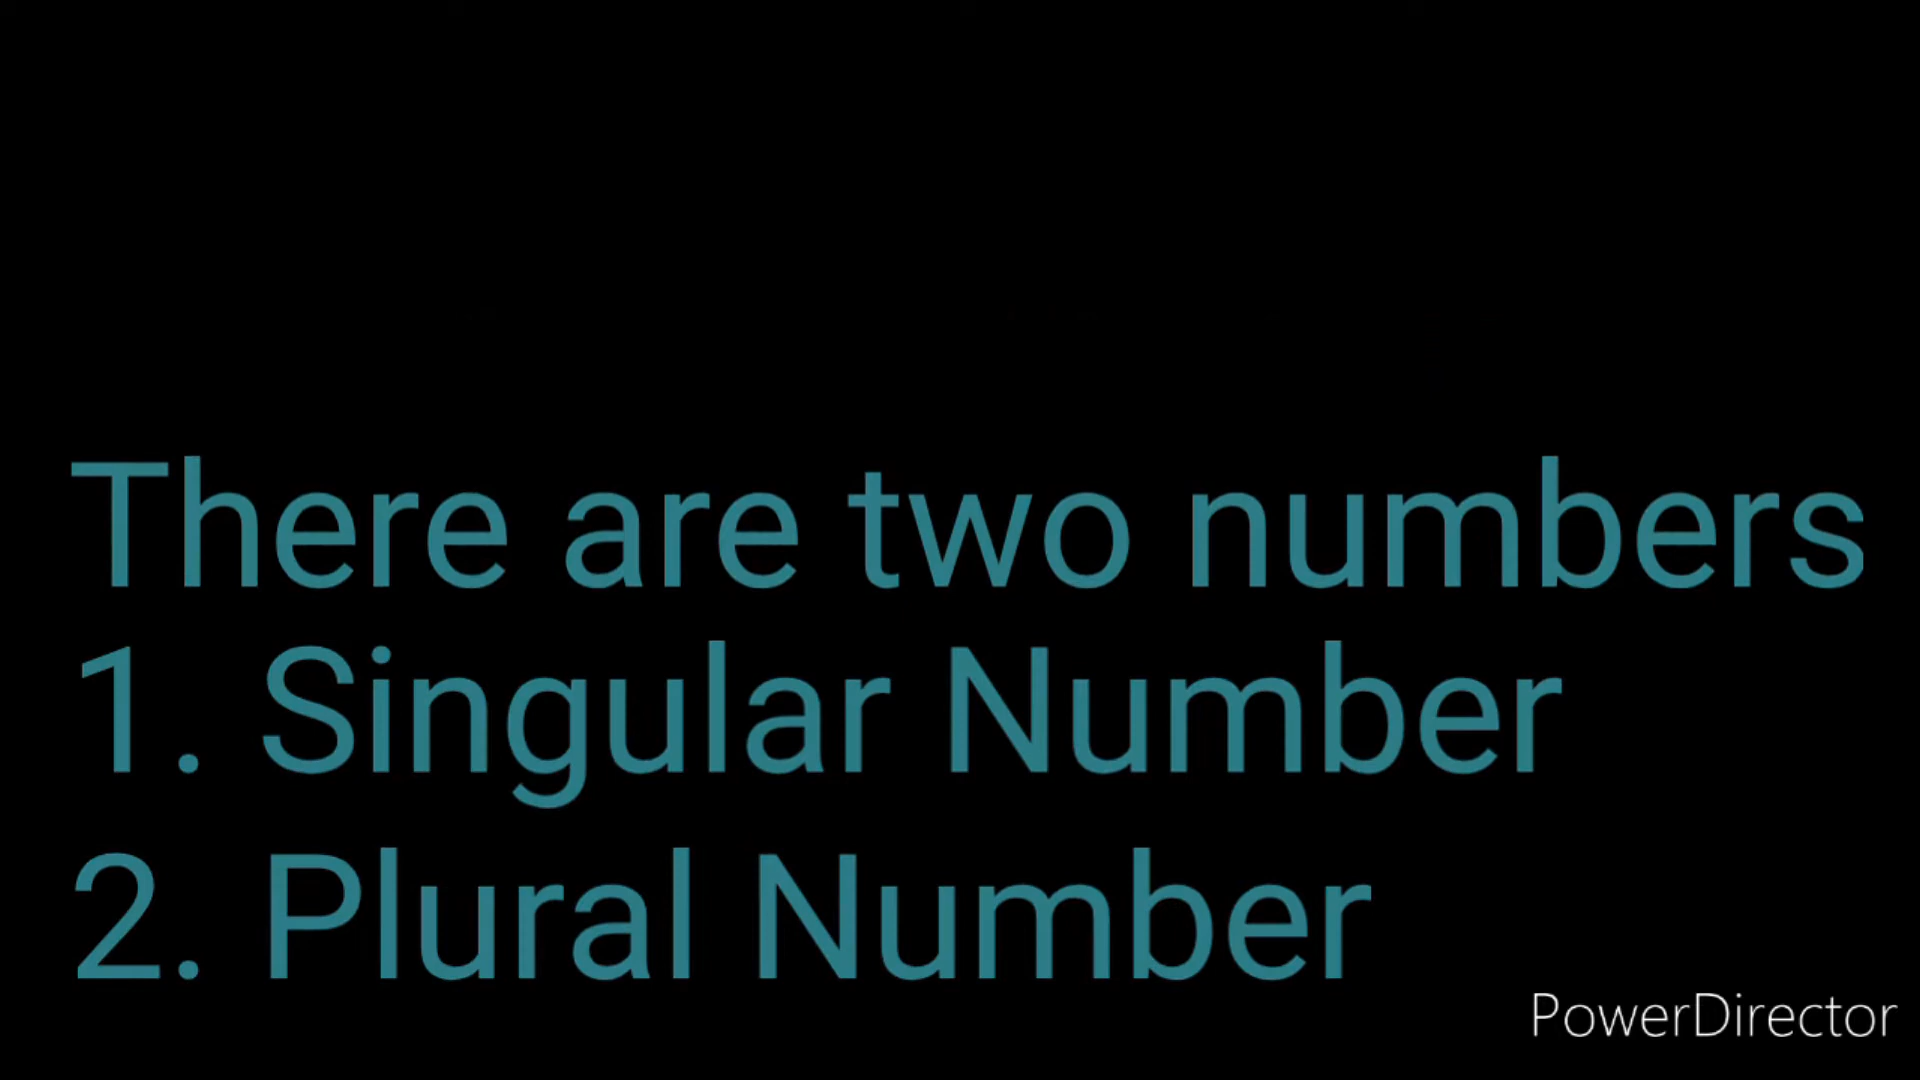 There are two numbers
1. Singular Number
2. Plural Number
PowerDirector